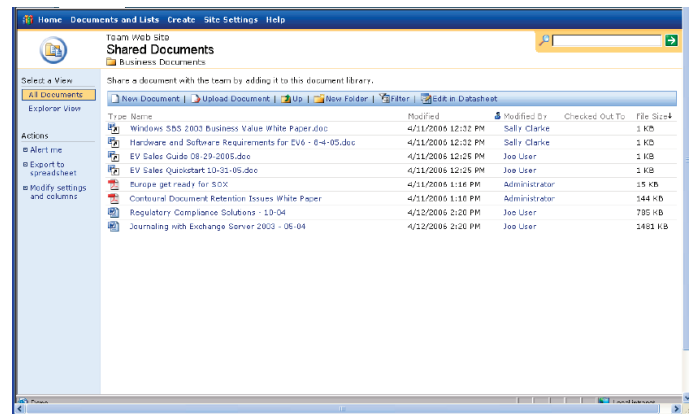 Home Documents and Lists Create Site Settings Help
Team Web Site
Shared Documents
Business Documents
Select a View
All Documents
Explorer View
Actions
Alert me
Export to
spreadsheet
Modify settings
and columns
Share a document with the team by adding it to this document library.
New Document | Upload Document | Up | New Folder | Filter | Edit in Datasheet
Type Name Modified Modified By Checked Out To File Size
Windows SBS 2003 Business Value White Paper.doc 4/11/2006 12:32 PM Sally Clarke 1 KB
Hardware and Software Requirements for EV6 - 6-4-05.doc 4/11/2006 12:32 PM Sally Clarke 1 KB
EV Sales Guide 08-29-2005.doc 4/11/2006 12:25 PM Joe User 1 KB
EV Sales Quickstart 10-31-05.doc 4/11/2006 12:25 PM Joe User 1 KB
Europe get ready for SOX 4/11/2006 1:16 PM Administrator 15 KB
Contoural Document Retention Issues White Paper 4/11/2006 1:16 PM Administrator 544 KB
Regulatory Compliance Solutions - 10-04 4/12/2006 2:20 PM Joe User 785 KB
Journaling with Exchange Server 2003 - 05-04 4/12/2006 2:20 PM Joe User 1481 KB
Done Local intranet